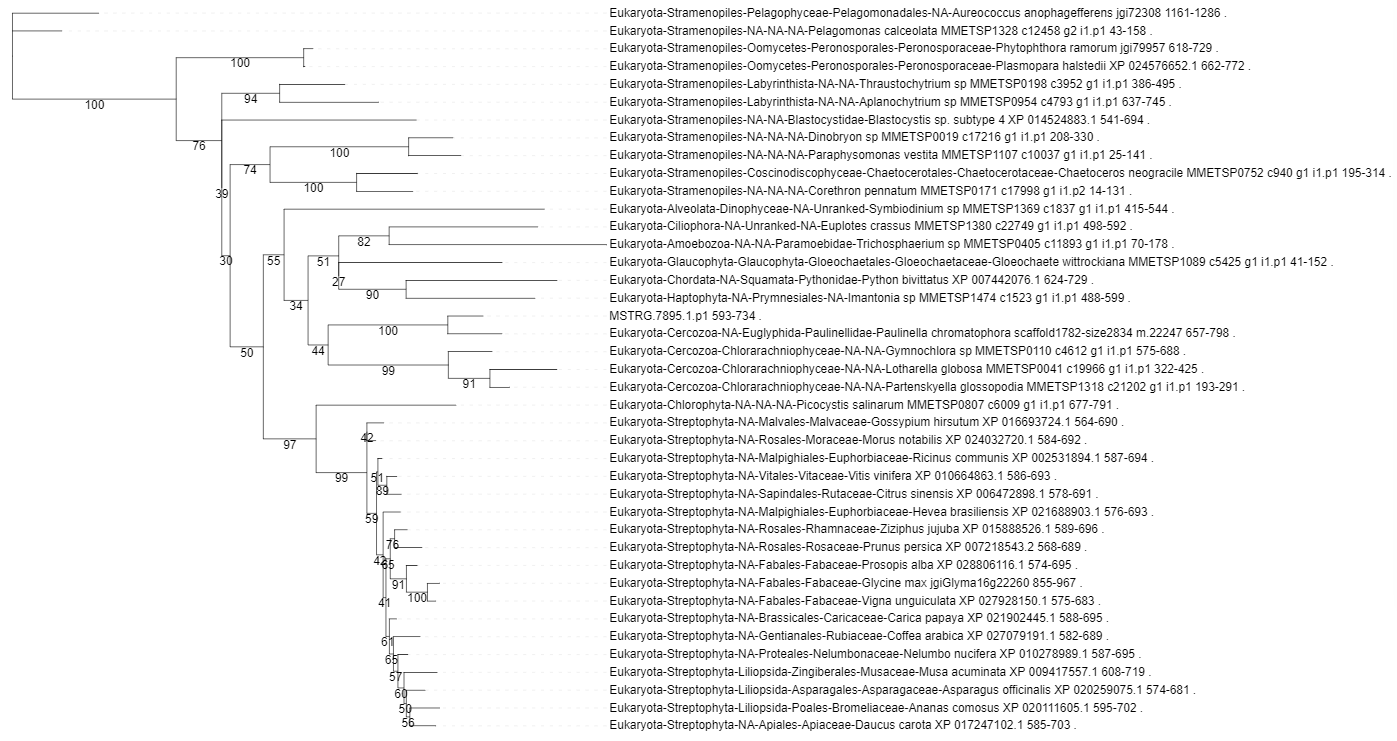 Eukaryota-Stramenopiles-Pelagophyceae-Pelagomonadales-NA-Aureococcus anophagefferens jgi72308 1161-1286 .
Eukaryota-Stramenopiles-NA-NA-NA-Pelagomonas calceolata MMETSP1328 c12458 g2 i1.p1 43-158 .
Eukaryota-Stramenopiles-Oomycetes-Peronosporales-Peronosporaceae-Phytophthora ramorum jgi79957 618-729 .
100
Eukaryota-Stramenopiles-Oomycetes-Peronosporales-Peronosporaceae-Plasmopara halstedii XP 024576652.1 662-772 .
Eukaryota-Stramenopiles-Labyrinthista-NA-NA-Thraustochytrium sp MMETSP0198 c3952 g1 i1.p1 386-495 .
94
100
Eukaryota-Stramenopiles-Labyrinthista-NA-NA-Aplanochytrium sp MMETSP0954 c4793 g1 i1.p1 637-745 .
Eukaryota-Stramenopiles-NA-NA-Blastocystidae-Blastocystis sp. subtype 4 XP 014524883.1 541-694 .
Eukaryota-Stramenopiles-NA-NA-NA-Dinobryon sp MMETSP0019 c17216 g1 i1.p1 208-330 .
76
100
Eukaryota-Stramenopiles-NA-NA-NA-Paraphysomonas vestita MMETSP1107 c10037 g1 i1.p1 25-141 .
74
Eukaryota-Stramenopiles-Coscinodiscophyceae-Chaetocerotales-Chaetocerotaceae-Chaetoceros neogracile MMETSP0752 c940 g1 i1.p1 195-314 .
100
39
Eukaryota-Stramenopiles-NA-NA-NA-Corethron pennatum MMETSP0171 c17998 g1 i1.p2 14-131 .
Eukaryota-Alveolata-Dinophyceae-NA-Unranked-Symbiodinium sp MMETSP1369 c1837 g1 i1.p1 415-544 .
Eukaryota-Ciliophora-NA-Unranked-NA-Euplotes crassus MMETSP1380 c22749 g1 i1.p1 498-592 .
82
Eukaryota-Amoebozoa-NA-NA-Paramoebidae-Trichosphaerium sp MMETSP0405 c11893 g1 i1.p1 70-178 .
30
55
51
Eukaryota-Glaucophyta-Glaucophyta-Gloeochaetales-Gloeochaetaceae-Gloeochaete wittrockiana MMETSP1089 c5425 g1 i1.p1 41-152 .
27
Eukaryota-Chordata-NA-Squamata-Pythonidae-Python bivittatus XP 007442076.1 624-729 .
90
Eukaryota-Haptophyta-NA-Prymnesiales-NA-Imantonia sp MMETSP1474 c1523 g1 i1.p1 488-599 .
34
MSTRG.7895.1.p1 593-734 .
100
Eukaryota-Cercozoa-NA-Euglyphida-Paulinellidae-Paulinella chromatophora scaffold1782-size2834 m.22247 657-798 .
50
44
Eukaryota-Cercozoa-Chlorarachniophyceae-NA-NA-Gymnochlora sp MMETSP0110 c4612 g1 i1.p1 575-688 .
99
Eukaryota-Cercozoa-Chlorarachniophyceae-NA-NA-Lotharella globosa MMETSP0041 c19966 g1 i1.p1 322-425 .
91
Eukaryota-Cercozoa-Chlorarachniophyceae-NA-NA-Partenskyella glossopodia MMETSP1318 c21202 g1 i1.p1 193-291 .
Eukaryota-Chlorophyta-NA-NA-NA-Picocystis salinarum MMETSP0807 c6009 g1 i1.p1 677-791 .
Eukaryota-Streptophyta-NA-Malvales-Malvaceae-Gossypium hirsutum XP 016693724.1 564-690 .
97
42
Eukaryota-Streptophyta-NA-Rosales-Moraceae-Morus notabilis XP 024032720.1 584-692 .
Eukaryota-Streptophyta-NA-Malpighiales-Euphorbiaceae-Ricinus communis XP 002531894.1 587-694 .
99
51
Eukaryota-Streptophyta-NA-Vitales-Vitaceae-Vitis vinifera XP 010664863.1 586-693 .
89
Eukaryota-Streptophyta-NA-Sapindales-Rutaceae-Citrus sinensis XP 006472898.1 578-691 .
59
Eukaryota-Streptophyta-NA-Malpighiales-Euphorbiaceae-Hevea brasiliensis XP 021688903.1 576-693 .
Eukaryota-Streptophyta-NA-Rosales-Rhamnaceae-Ziziphus jujuba XP 015888526.1 589-696 .
76
Eukaryota-Streptophyta-NA-Rosales-Rosaceae-Prunus persica XP 007218543.2 568-689 .
42
65
Eukaryota-Streptophyta-NA-Fabales-Fabaceae-Prosopis alba XP 028806116.1 574-695 .
91
Eukaryota-Streptophyta-NA-Fabales-Fabaceae-Glycine max jgiGlyma16g22260 855-967 .
41
100
Eukaryota-Streptophyta-NA-Fabales-Fabaceae-Vigna unguiculata XP 027928150.1 575-683 .
Eukaryota-Streptophyta-NA-Brassicales-Caricaceae-Carica papaya XP 021902445.1 588-695 .
61
Eukaryota-Streptophyta-NA-Gentianales-Rubiaceae-Coffea arabica XP 027079191.1 582-689 .
65
Eukaryota-Streptophyta-NA-Proteales-Nelumbonaceae-Nelumbo nucifera XP 010278989.1 587-695 .
57
Eukaryota-Streptophyta-Liliopsida-Zingiberales-Musaceae-Musa acuminata XP 009417557.1 608-719 .
60
Eukaryota-Streptophyta-Liliopsida-Asparagales-Asparagaceae-Asparagus officinalis XP 020259075.1 574-681 .
50
Eukaryota-Streptophyta-Liliopsida-Poales-Bromeliaceae-Ananas comosus XP 020111605.1 595-702 .
56
Eukaryota-Streptophyta-NA-Apiales-Apiaceae-Daucus carota XP 017247102.1 585-703 .